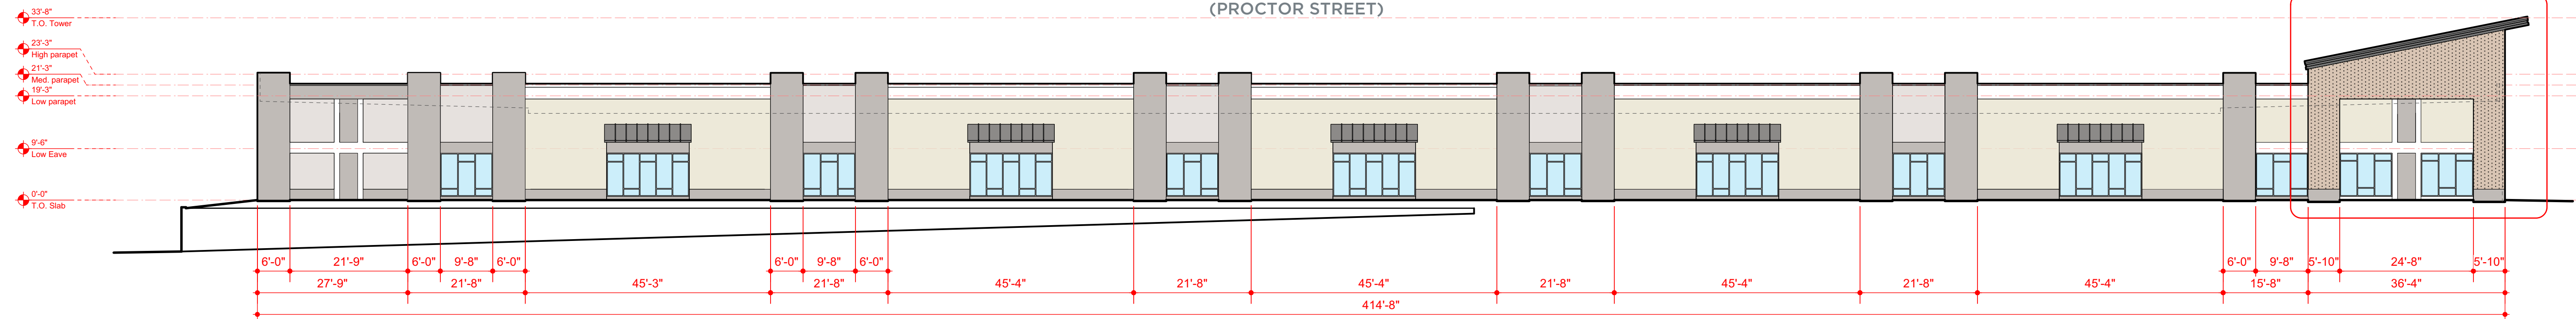 (PROCTOR STREET)
33'-8"
T.O. Tower
23'-3"
High parapet
21'-3"
Med. parapet
19'-3"
Low parapet
9'-6"
Low Eave
0'-0"
T.O. Slab
6'-0" 21'-9" 6'-0" 9'-8" 6'-0" 6'-0" 9'-8" 6'-0" 6'-0" 9'-8" 5'-10" 24'-8" 5'-10"
27'-9" 21'-8" 45'-3" 21'-8" 45'-4" 21'-8" 45'-4" 21'-8" 45'-4" 21'-8" 45'-4" 15'-8" 36'-4"
414'-8"